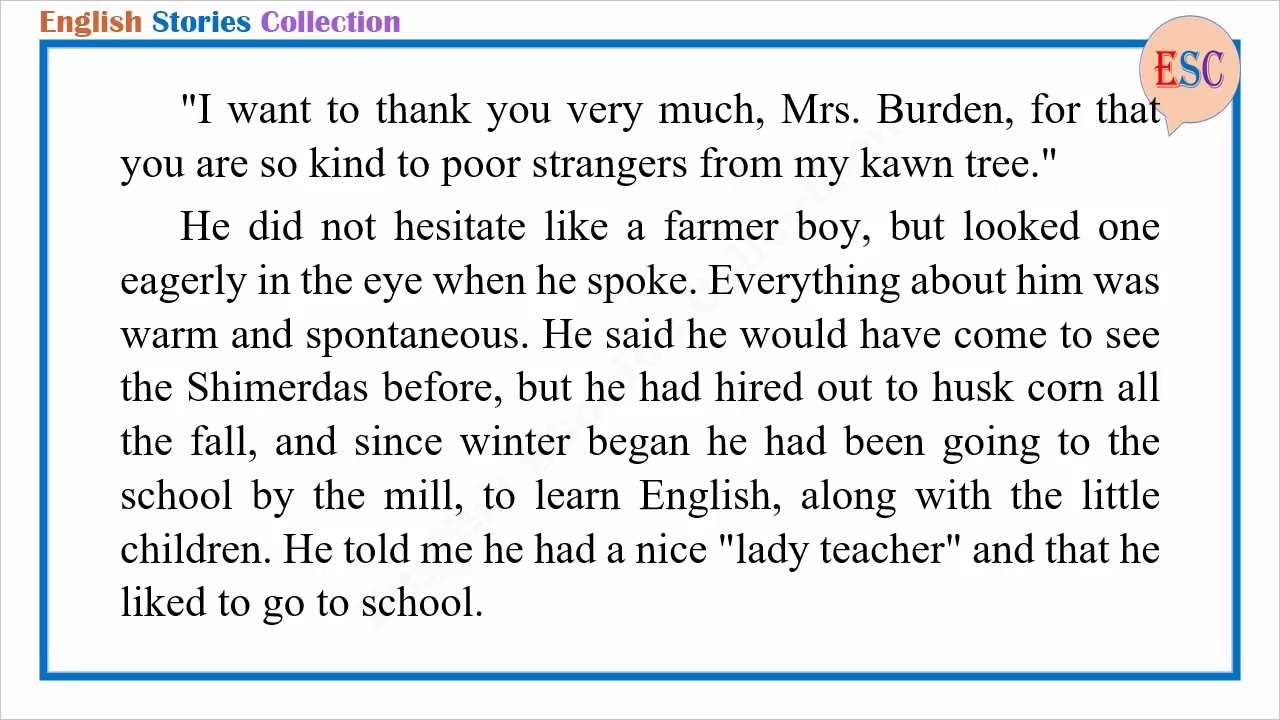 English Stories Collection
ESC
"I want to thank you very much, Mrs. Burden, for that
you are so kind to poor strangers from my kawn tree."
He did not hesitate like a farmer boy, but looked one
eagerly in the eye when he spoke. Everything about him was
warm and spontaneous. He said he would have come to see
the Shimerdas before, but he had hired out to husk corn all
the fall, and since winter began he had been going to the
school by the mill, to learn English, along with the little
children. He told me he had a nice "lady teacher" and that he
liked to go to school.